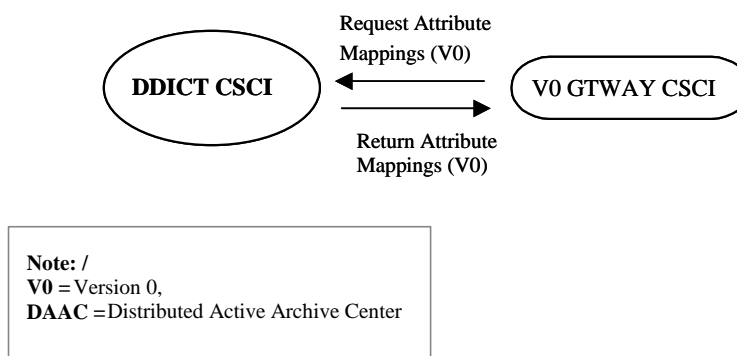 Request Attribute
Mappings (V0)
DDICT CSCI
V0 GTWAY CSCI
Return Attribute
Mappings (V0)
Note: /
V0 = Version 0,
DAAC = Distributed Active Archive Center